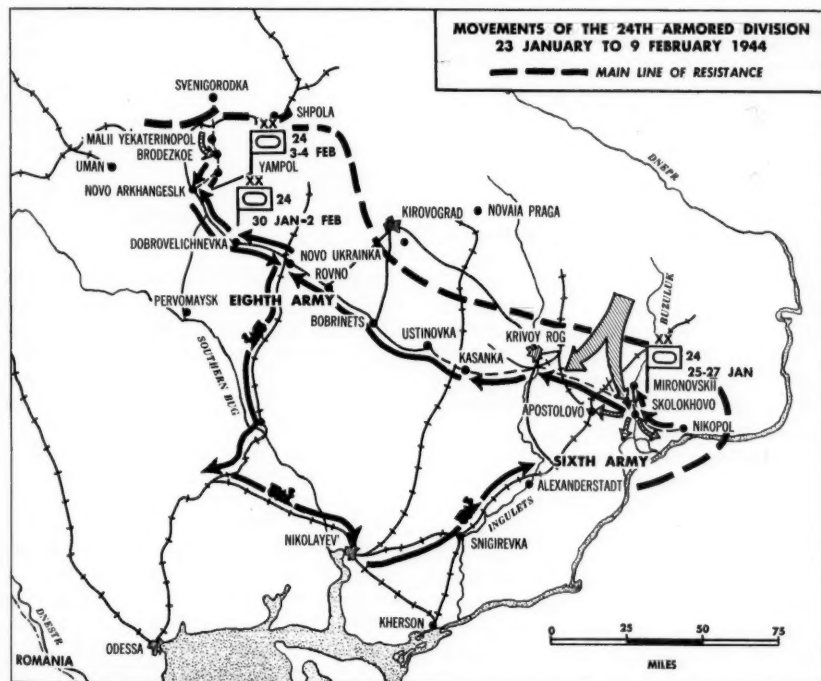 MOVEMENTS OF THE 24TH ARMORED DIVISION
23 JANUARY TO 9 FEBRUARY 1944
MAIN LINE OF RESISTANCE
SVENIGORODKA
SHPOLA
XX
MALII YEKATERINOPOL
24
BRODEZKOE
3-4 FEB
UMAN
YAMPOL
XX
NOVO ARKHANGESLK
24
30 JAN-2 FEB
DNEPR
KIROVOGRAD
NOVAIA PRAGA
DOBROVELICHNEVKA
NOVO UKRAINKA
ROVNO
PERVOMAYSK
EIGHTH ARMY
BOBRINETS
BUZULUK
USTINOVKA
KRIVOY ROG
XX
SOUTHERN BUG
KASANKA
24
25-27 JAN
MIRONOVSKII
APOSTOLOVO
SKOLOKHOVO
NIKOPOL
SIXTH ARMY
ALEXANDERSTADT
INGULETS
NIKOLAYEV'
SNIGIREVKA
KHERSON
DNESTR
ODESSA
ROMANIA
0 25 50 75
MILES